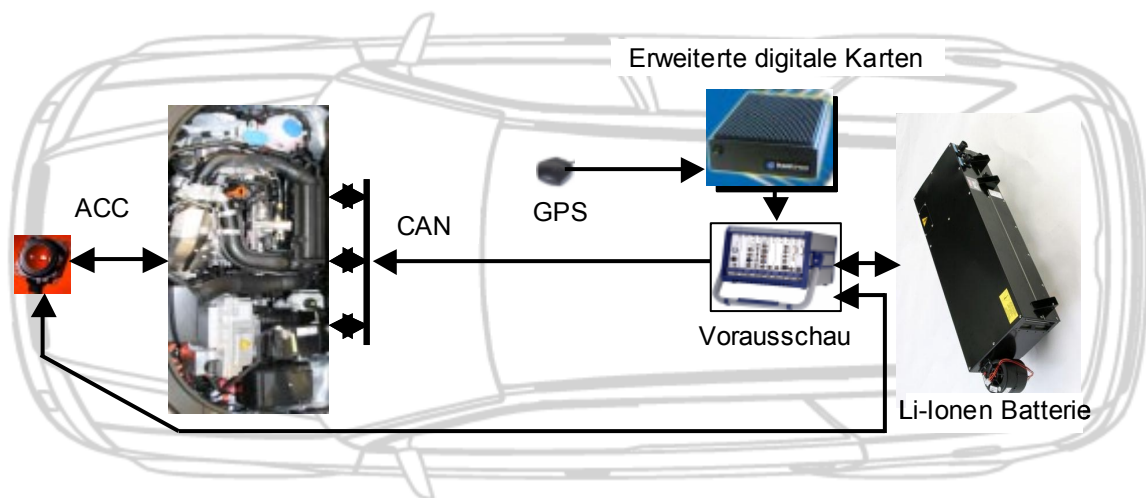 Erweiterte digitale Karten
ACC
GPS
CAN
Vorausschau
Li-Ionen Batterie